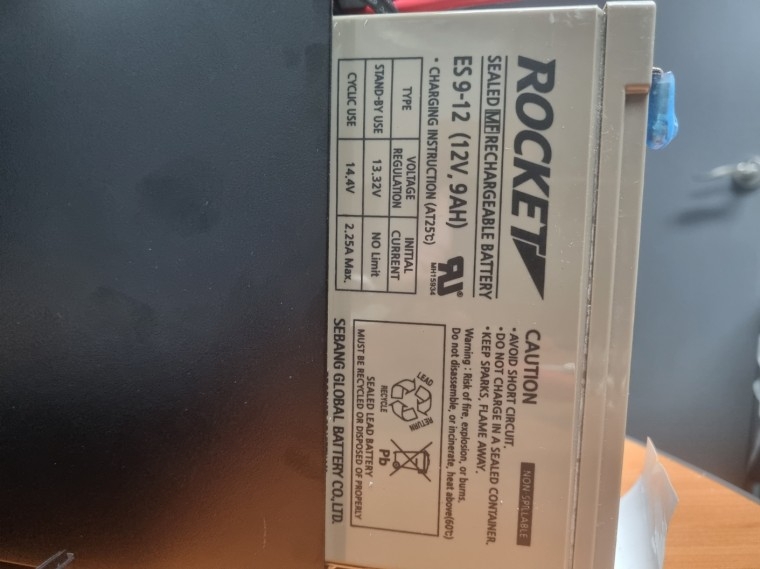 ROCKET
SEALED MF RECHARGEABLE BATTERY
ES 9-12 (12V, 9AH)
MH15934
• CHARGING INSTRUCTION (AT25℃)
TYPE VOLTAGE REGULATION INITIAL CURRENT
STAND-BY USE 13.32V NO Limit
CYCLIC USE 14.4V 2.25A Max.
CAUTION
NON SPILLABLE
• AVOID SHORT CIRCUIT.
• DO NOT CHARGE IN A SEALED CONTAINER.
• KEEP SPARKS, FLAME AWAY.
Warning : Risk of fire, explosion, or burns.
Do not disassemble, or incinerate, heat above(60℃)
LEAD
RETURN
RECYCLE
Pb
SEALED LEAD BATTERY
MUST BE RECYCLED OR DISPOSED OF PROPERLY
SEBANG GLOBAL BATTERY CO., LTD.